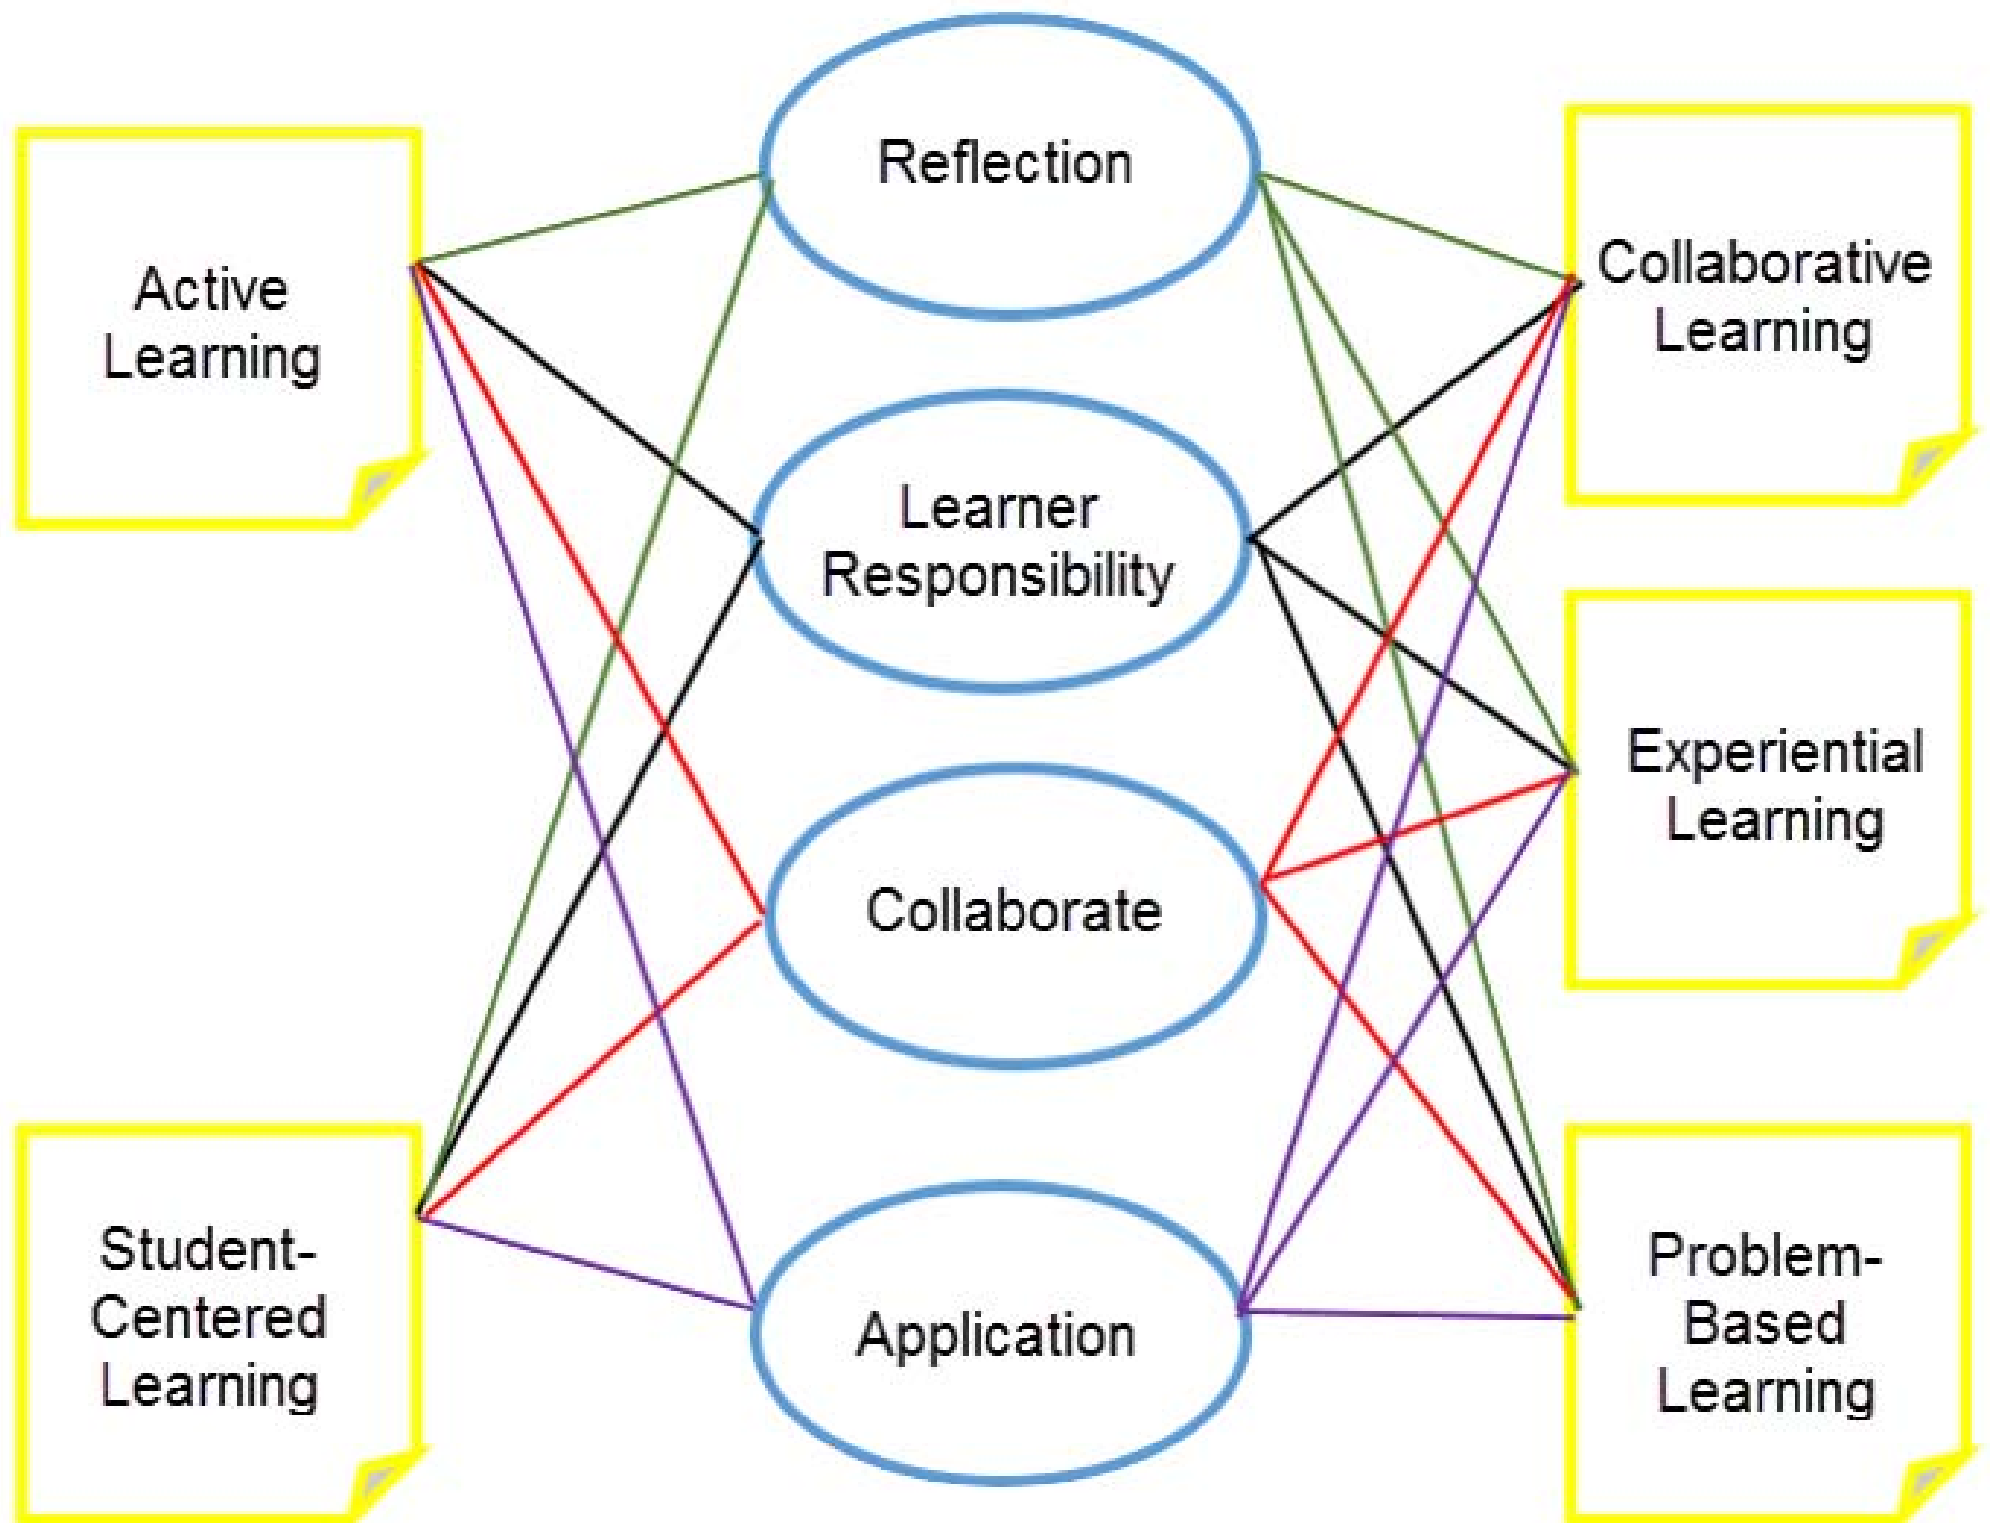 Reflection
Active
Learning
Collaborative
Learning
Learner
Responsibility
Experiential
Learning
Collaborate
Student-
Centered
Learning
Application
Problem-
Based
Learning